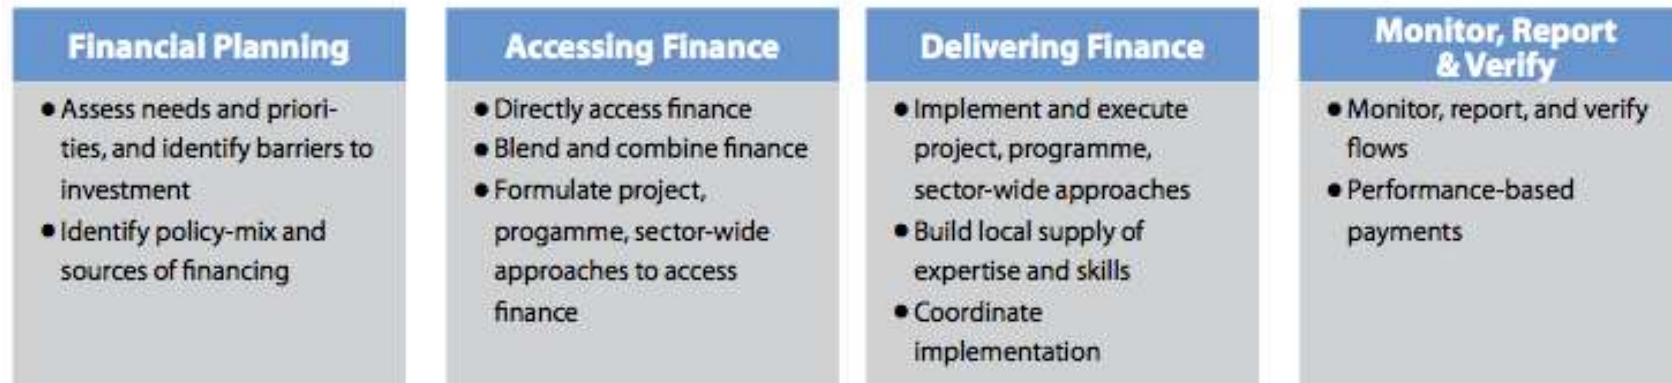 Financial Planning
● Assess needs and priori-
ties, and identify barriers to
investment
● Identify policy-mix and
sources of financing
Accessing Finance
● Directly access finance
● Blend and combine finance
● Formulate project,
progamme, sector-wide
approaches to access
finance
Delivering Finance
● Implement and execute
project, programme,
sector-wide approaches
● Build local supply of
expertise and skills
● Coordinate
implementation
Monitor, Report
& Verify
● Monitor, report, and verify
flows
● Performance-based
payments